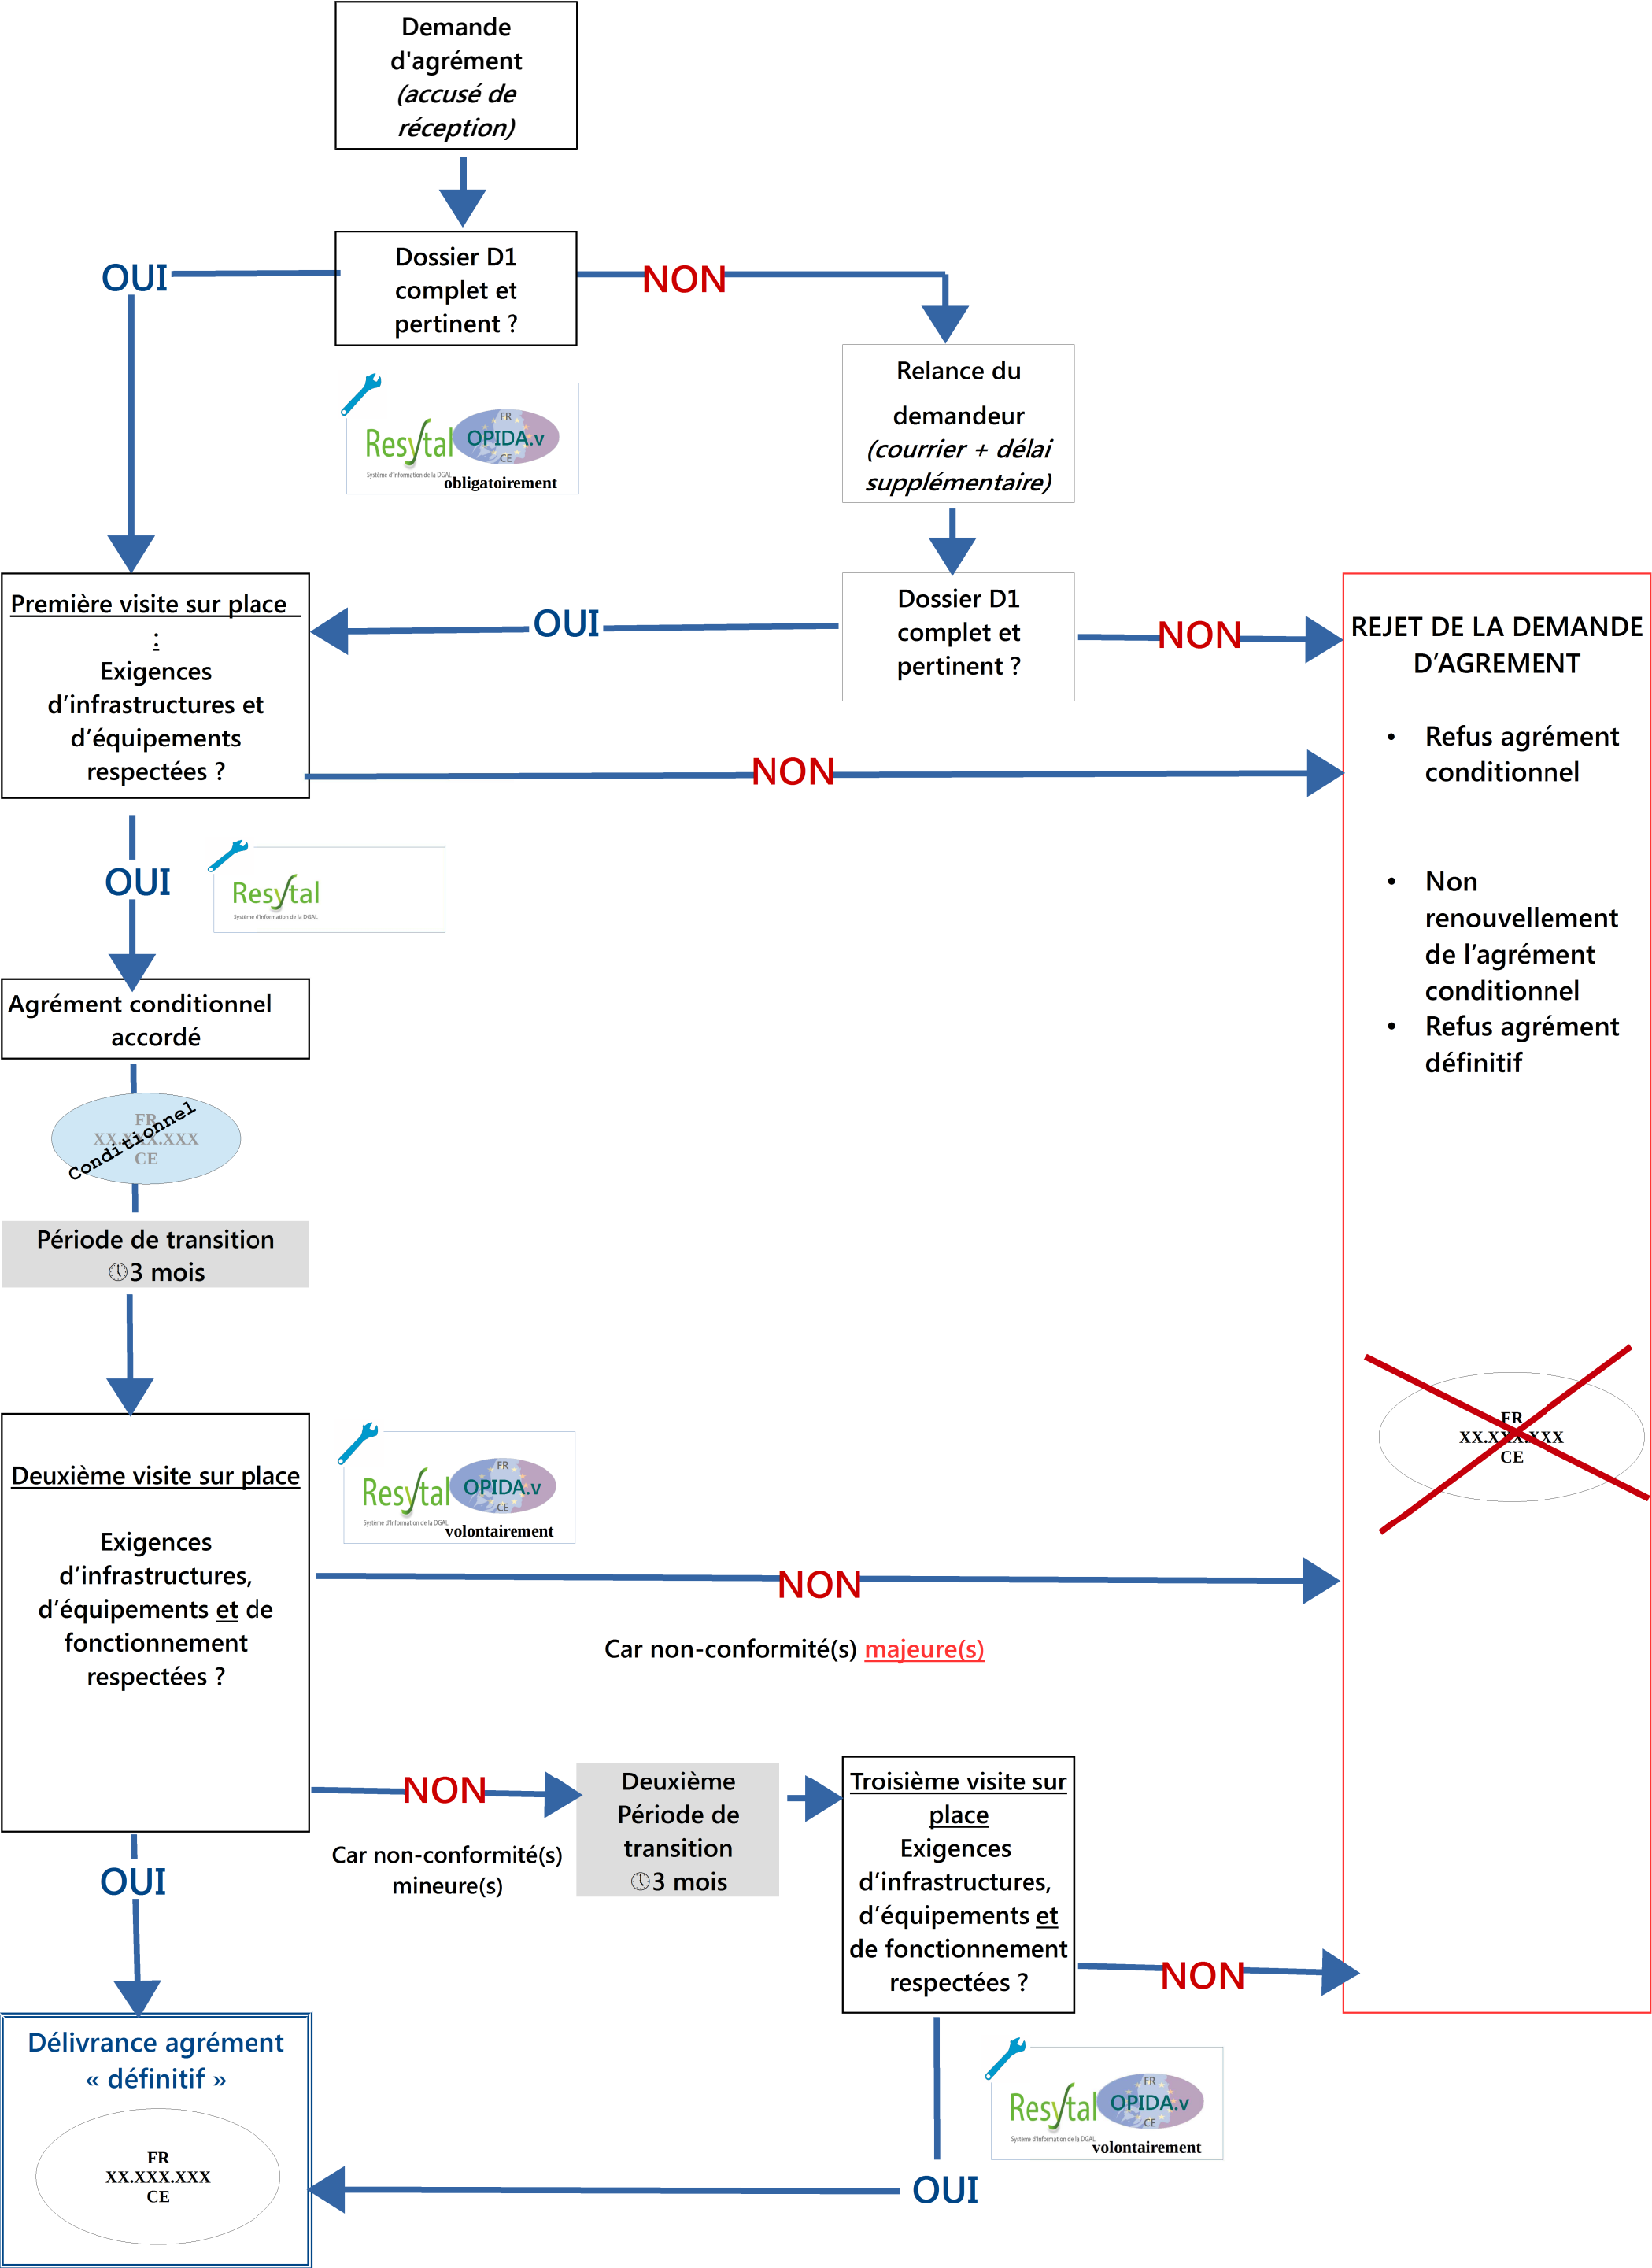 Demande
d'agrément
(accusé de
réception)
Dossier D1
complet et
pertinent ?
OUI
NON
Resytal
Système d'Information de la DGAL
FR
OPIDA.v
CE
obligatoirement
Relance du
demandeur
(courrier + délai
supplémentaire)
Dossier D1
complet et
pertinent ?
OUI
NON
Première visite sur place
:
Exigences
d’infrastructures et
d’équipements
respectées ?
NON
OUI
Resytal
Système d'Information de la DGAL
REJET DE LA DEMANDE
D’AGREMENT
• Refus agrément
conditionnel
• Non
renouvellement
de l’agrément
conditionnel
• Refus agrément
définitif
FR
XX.XXX.XXX
CE
Agrément conditionnel
accordé
FR
XX.XXX.XXX
CE
Conditionnel
Période de transition
🕔3 mois
Deuxième visite sur place
Exigences
d’infrastructures,
d’équipements et de
fonctionnement
respectées ?
Resytal
Système d'Information de la DGAL
FR
OPIDA.v
CE
volontairement
NON
Car non-conformité(s) majeure(s)
NON
Car non-conformité(s)
mineure(s)
Deuxième
Période de
transition
🕔3 mois
Troisième visite sur
place
Exigences
d’infrastructures,
d’équipements et
de fonctionnement
respectées ?
NON
OUI
Délivrance agrément
« définitif »
FR
XX.XXX.XXX
CE
Resytal
Système d'Information de la DGAL
FR
OPIDA.v
CE
volontairement
OUI